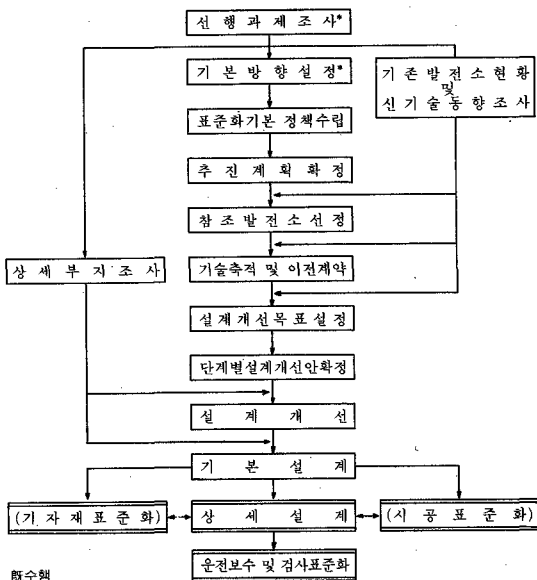 선행과제조사*
기본방향설정*
기존발전소현황
및
신기술동향조사
표준화기본 정책수립
추진계획확정
참조발전소선정
상세부지조사
기술축적 및 이전계약
설계개선목표설정
단계별설계개선안확정
설계개선
기본설계
(기자재표준화)
상세설계
(시공표준화)
운전보수 및 검사표준화
旣수행